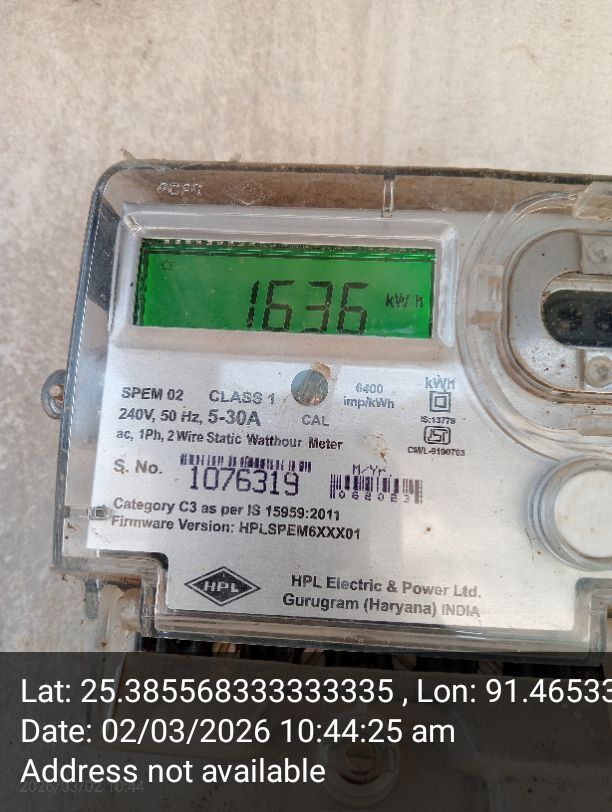 1636 kWh
SPEM 02 CLASS 1
6400 imp/kWh
kWh
240V, 50 Hz, 5-30A
CAL
IS:13779
ac, 1Ph, 2 Wire Static Watthour Meter
CM/L-9190763
S. No. 1076319
M/Yr.
062023
Category C3 as per IS 15959:2011
Firmware Version: HPLSPEM6XXX01
HPL
HPL Electric & Power Ltd.
Gurugram (Haryana) INDIA
Lat: 25.385568333333335 , Lon: 91.46533
Date: 02/03/2026 10:44:25 am
Address not available
2026/03/02 10:44